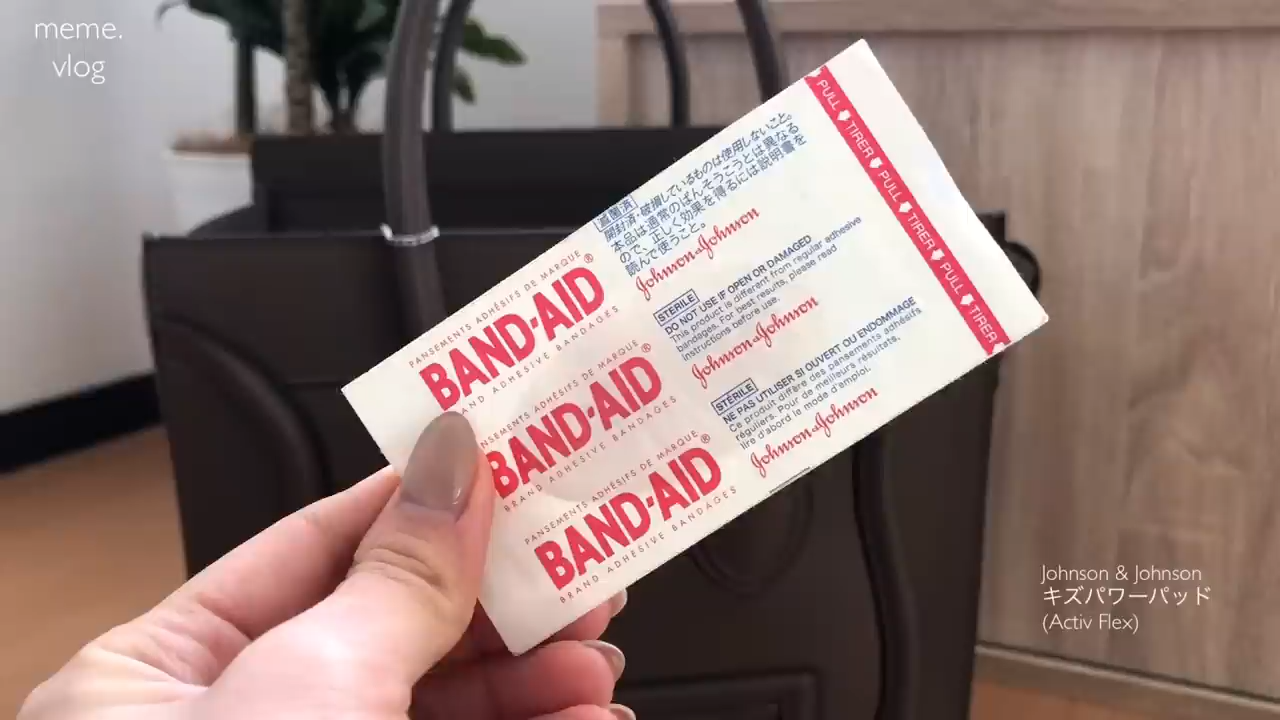 meme.
vlog
PULL TIRER PULL TIRER PULL TIRER
滅菌済
開封済・破損しているものは使用しないこと。
本品は通常のばんそうこうとは異なる
ので、正しく効果を得るには説明書を
読んで使うこと。
Johnson & Johnson
STERILE
DO NOT USE IF OPEN OR DAMAGED
This product is different from regular adhesive
bandages. For best results, please read
instructions before use.
Johnson & Johnson
STÉRILE
NE PAS UTILISER SI OUVERT OU ENDOMMAGÉ
Ce produit diffère des pansements adhésifs
réguliers. Pour de meilleurs résultats,
lire d'abord le mode d'emploi.
Johnson & Johnson
PANSEMENTS ADHÉSIFS DE MARQUE
BAND-AID®
BRAND ADHESIVE BANDAGES
PANSEMENTS ADHÉSIFS DE MARQUE
BAND-AID®
BRAND ADHESIVE BANDAGES
PANSEMENTS ADHÉSIFS DE MARQUE
BAND-AID®
BRAND ADHESIVE BANDAGES
Johnson & Johnson
キズパワーパッド
(Activ Flex)